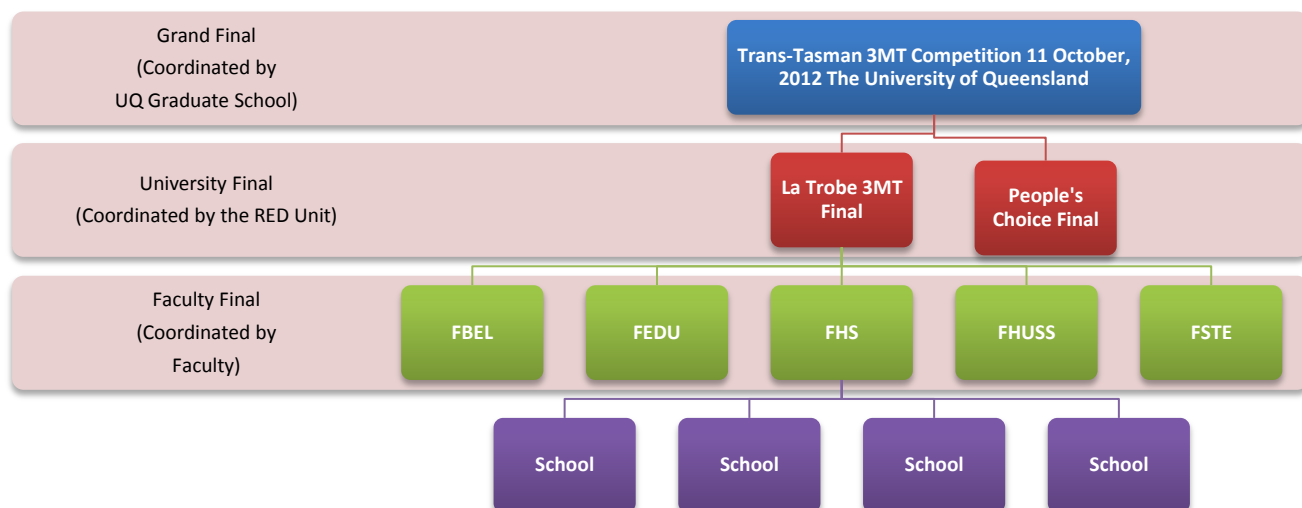 Grand Final
(Coordinated by
UQ Graduate School)
Trans-Tasman 3MT Competition 11 October,
2012 The University of Queensland
University Final
(Coordinated by the RED Unit)
La Trobe 3MT
Final
People's
Choice Final
Faculty Final
(Coordinated by
Faculty)
FBEL
FEDU
FHS
FHUSS
FSTE
School
School
School
School